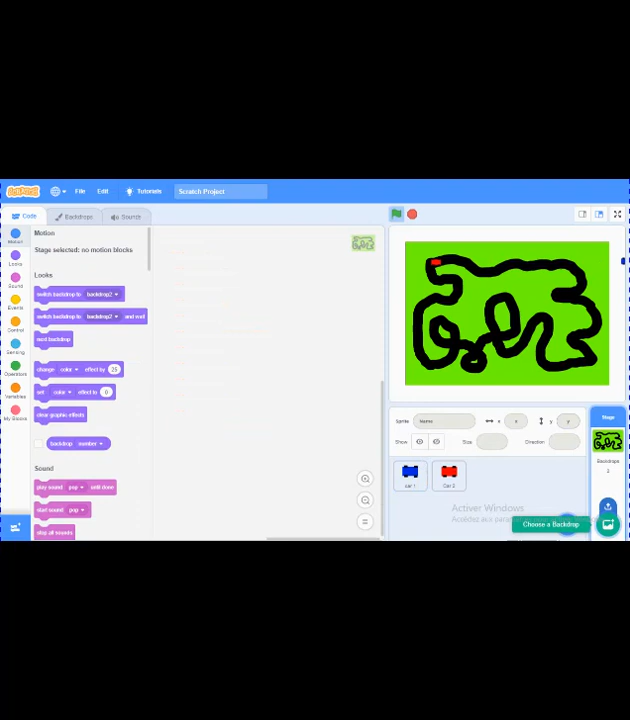 SCRATCH File Edit Tutorials Scratch Project
Code Backdrops Sounds
Motion
Looks
Sound
Events
Control
Sensing
Operators
Variables
My Blocks
Motion
Stage selected: no motion blocks
Looks
switch backdrop to backdrop2
switch backdrop to backdrop2 and wait
next backdrop
change color effect by 25
set color effect to 0
clear graphic effects
backdrop number
Sound
play sound pop until done
start sound pop
stop all sounds
Sprite Name x x y y
Show Size Direction
car 1 Car 2
Stage
Backdrops
2
Activer Windows
Choose a Backdrop